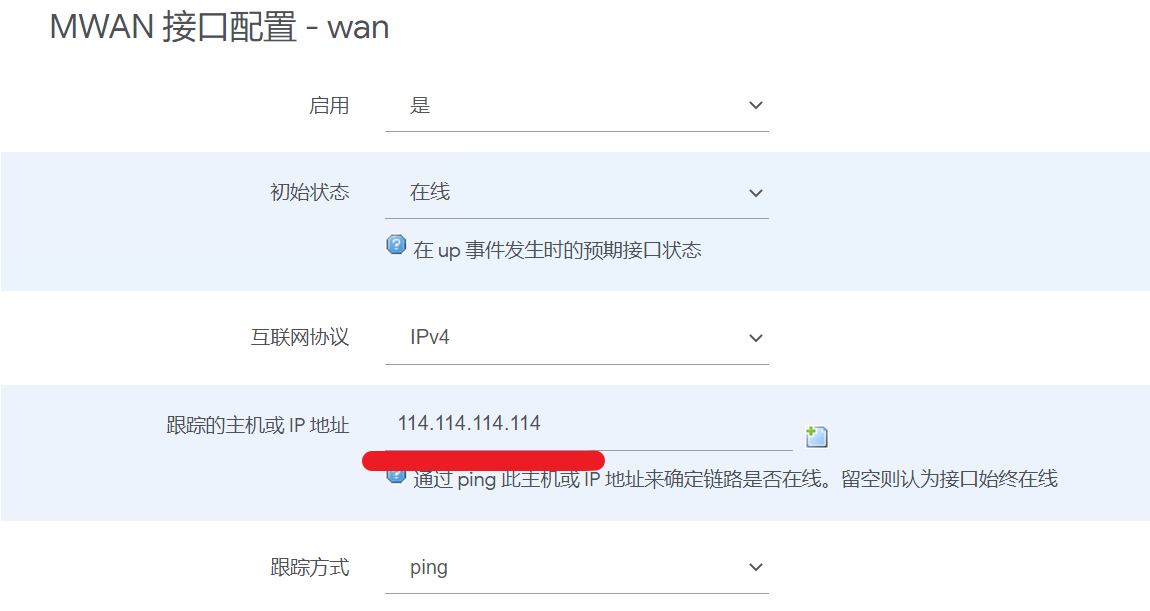 MWAN 接口配置 - wan
启用 是
初始状态 在线
在 up 事件发生时的预期接口状态
互联网协议 IPv4
跟踪的主机或 IP 地址 114.114.114.114
通过 ping 此主机或 IP 地址来确定链路是否在线。留空则认为接口始终在线
跟踪方式 ping